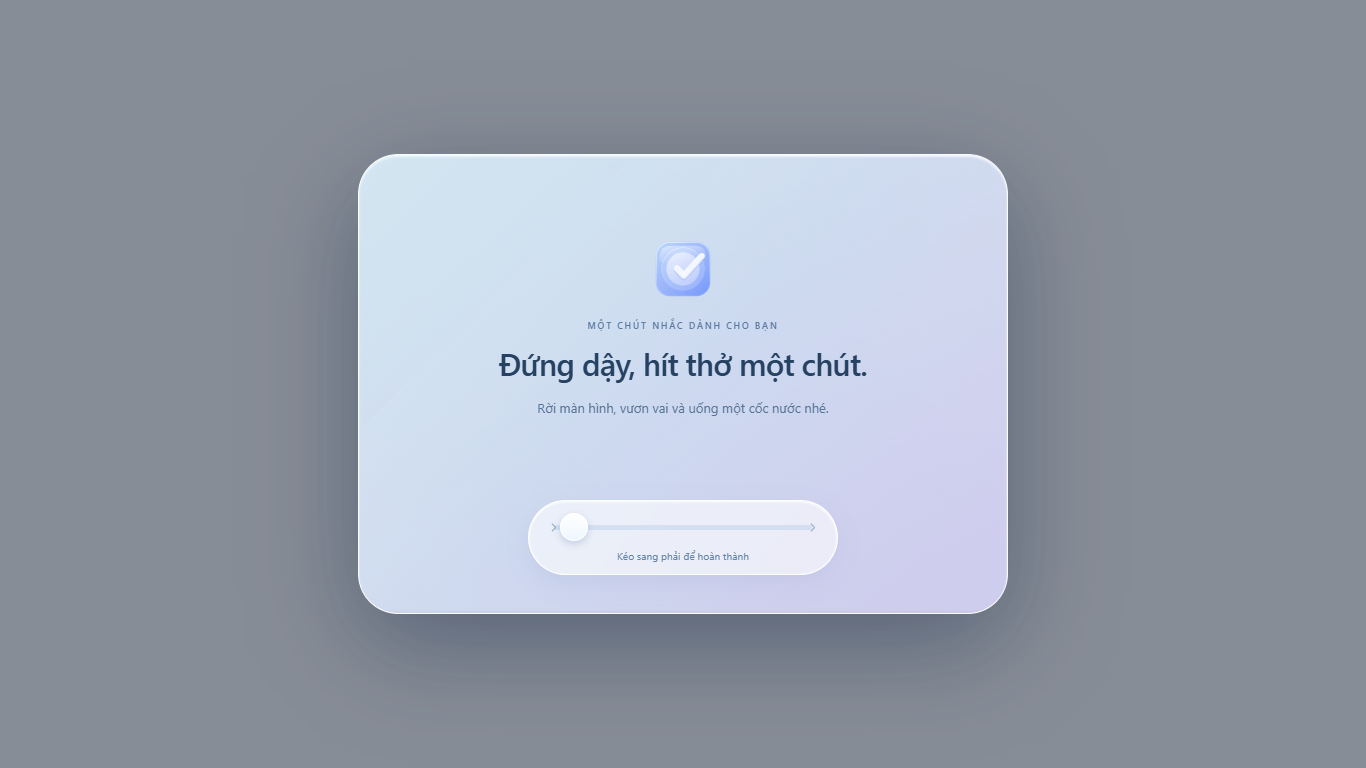 MỘT CHÚT NHẮC DÀNH CHO BẠN
Đứng dậy, hít thở một chút.
Rời màn hình, vươn vai và uống một cốc nước nhé.
Kéo sang phải để hoàn thành